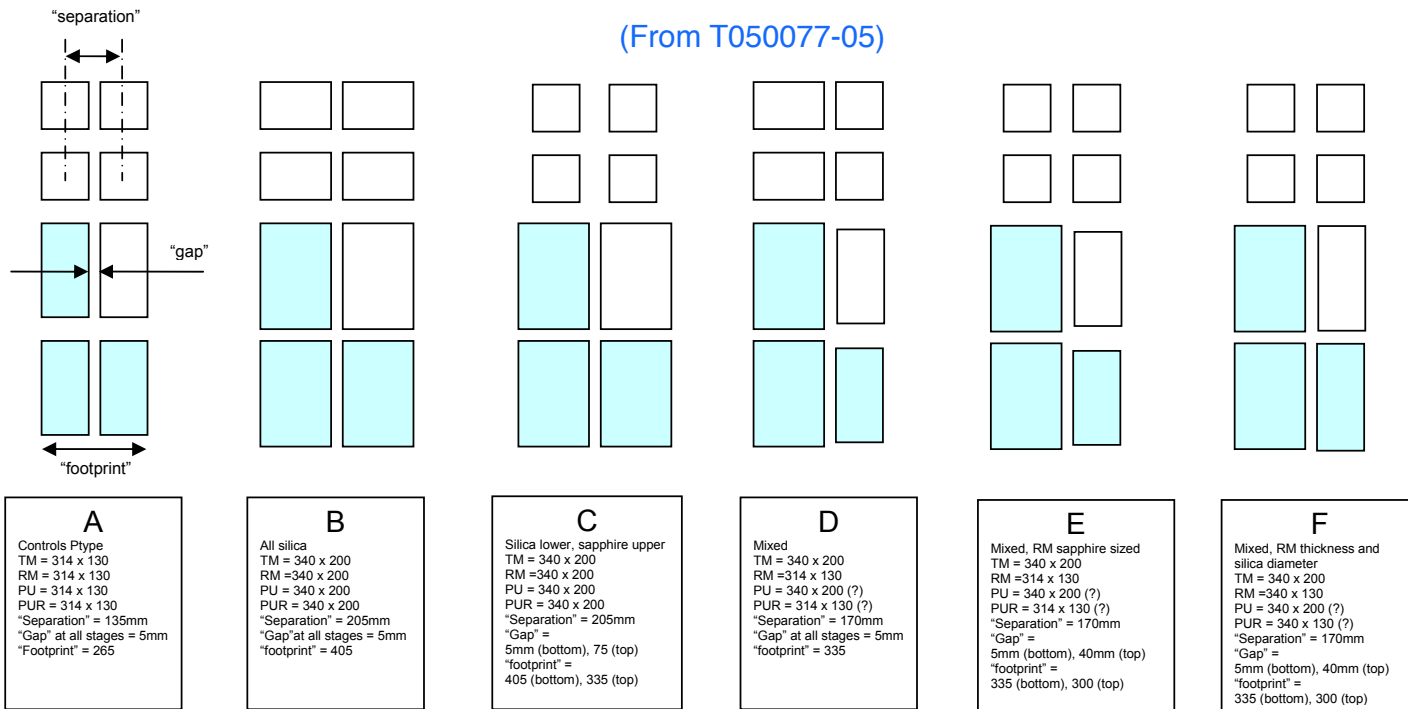 “separation”
(From T050077-05)
“gap”
“footprint”
A
Controls Ptype
TM = 314 x 130
RM = 314 x 130
PU = 314 x 130
PUR = 314 x 130
“Separation” = 135mm
“Gap” at all stages = 5mm
“Footprint” = 265
B
All silica
TM = 340 x 200
RM =340 x 200
PU = 340 x 200
PUR = 340 x 200
“Separation” = 205mm
“Gap”at all stages = 5mm
“footprint” = 405
C
Silica lower, sapphire upper
TM = 340 x 200
RM =340 x 200
PU = 340 x 200
PUR = 340 x 200
“Separation” = 205mm
“Gap” =
5mm (bottom), 75 (top)
“footprint” =
405 (bottom), 335 (top)
D
Mixed
TM = 340 x 200
RM =314 x 130
PU = 340 x 200 (?)
PUR = 314 x 130 (?)
“Separation” = 170mm
“Gap” at all stages = 5mm
“footprint” = 335
E
Mixed, RM sapphire sized
TM = 340 x 200
RM =314 x 130
PU = 340 x 200 (?)
PUR = 314 x 130 (?)
“Separation” = 170mm
“Gap” =
5mm (bottom), 40mm (top)
“footprint” =
335 (bottom), 300 (top)
F
Mixed, RM thickness and
silica diameter
TM = 340 x 200
RM =340 x 130
PU = 340 x 200 (?)
PUR = 340 x 130 (?)
“Separation” = 170mm
“Gap” =
5mm (bottom), 40mm (top)
“footprint” =
335 (bottom), 300 (top)